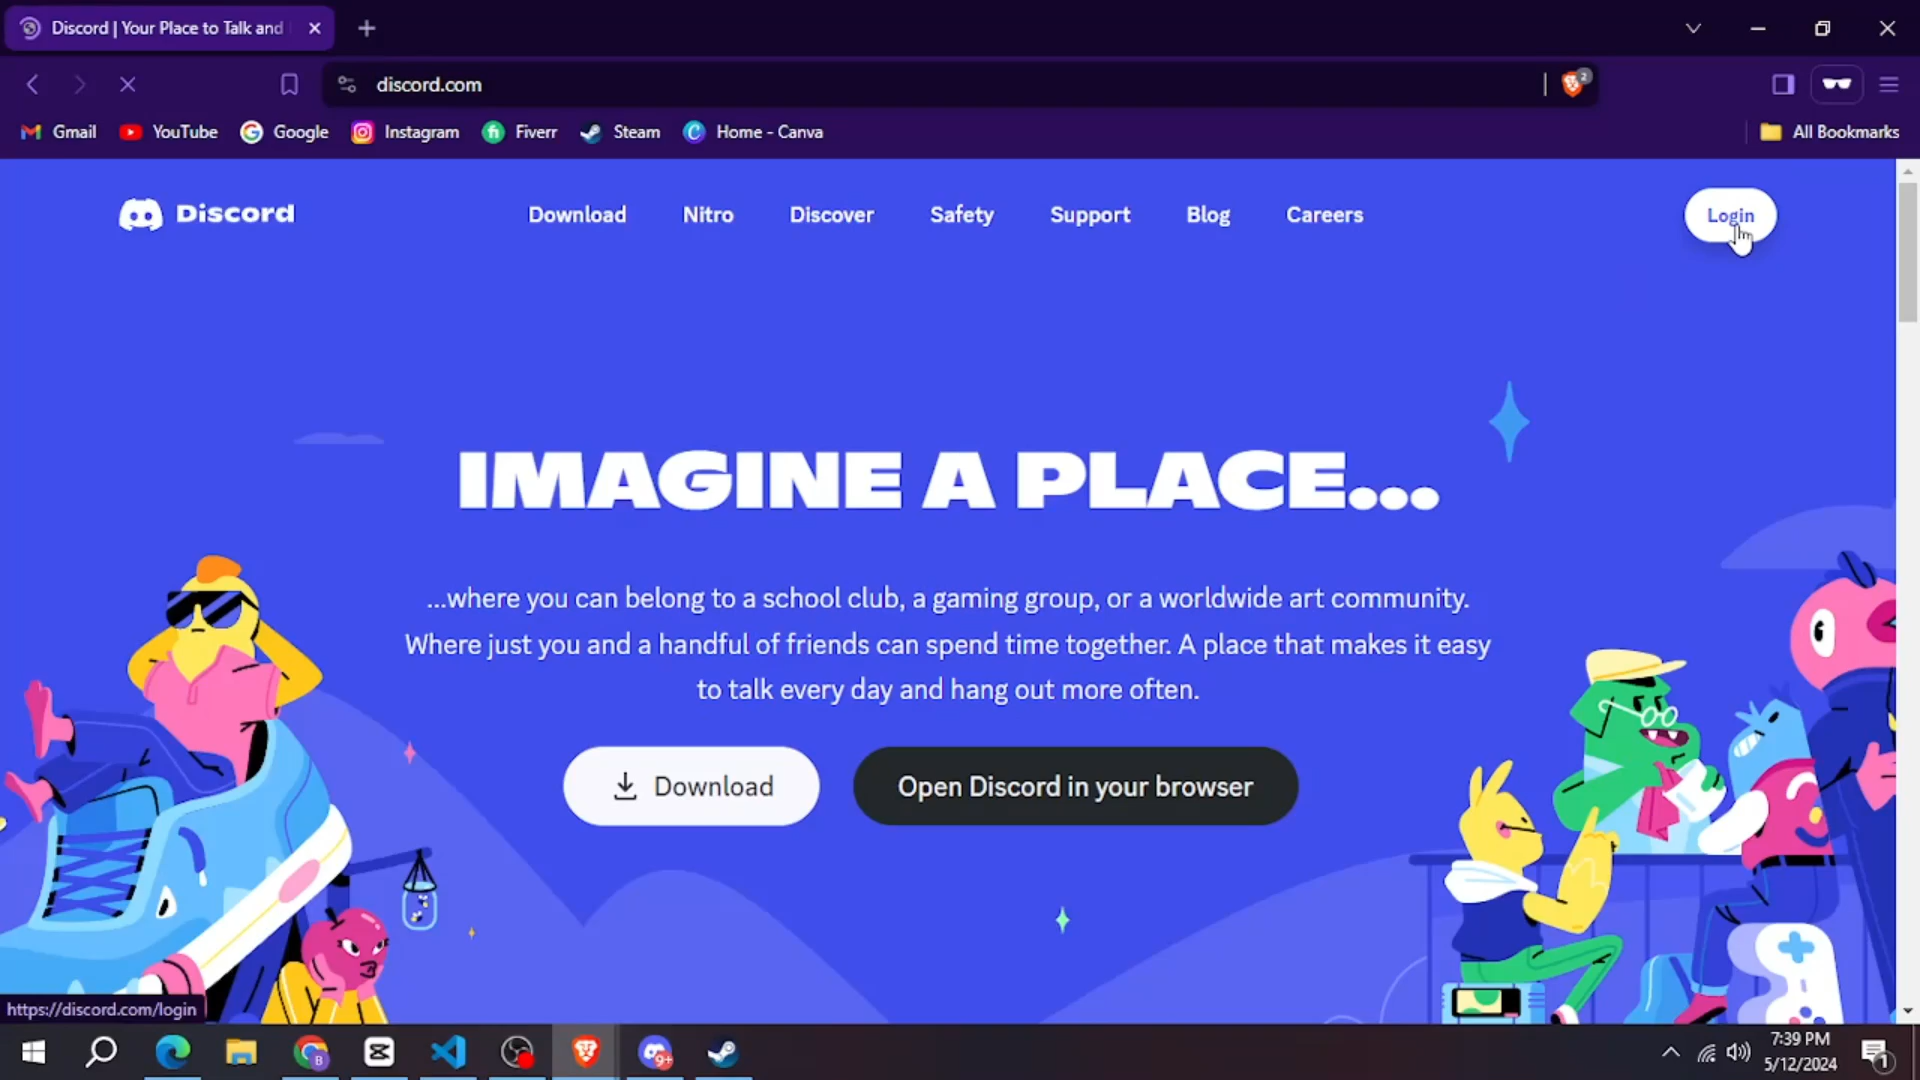 Discord | Your Place to Talk and
discord.com
2
Gmail
YouTube
Google
Instagram
Fiverr
Steam
Home - Canva
All Bookmarks
Discord
Download
Nitro
Discover
Safety
Support
Blog
Careers
Login
IMAGINE A PLACE...
...where you can belong to a school club, a gaming group, or a worldwide art community.
Where just you and a handful of friends can spend time together. A place that makes it easy
to talk every day and hang out more often.
Download
Open Discord in your browser
https://discord.com/login
B
9+
7:39 PM
5/12/2024
1